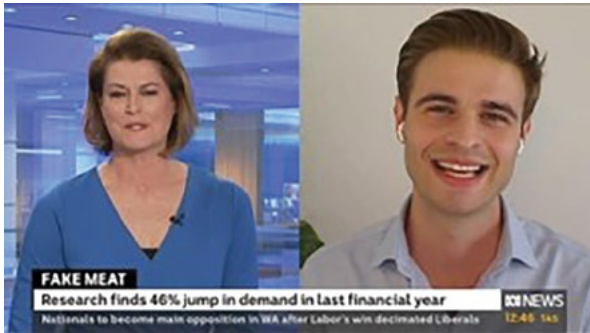 FAKE MEAT
Research finds 46% jump in demand in last financial year
NEWS
Nationals to become main opposition in WA after Labor's win decimated Liberals
12:46